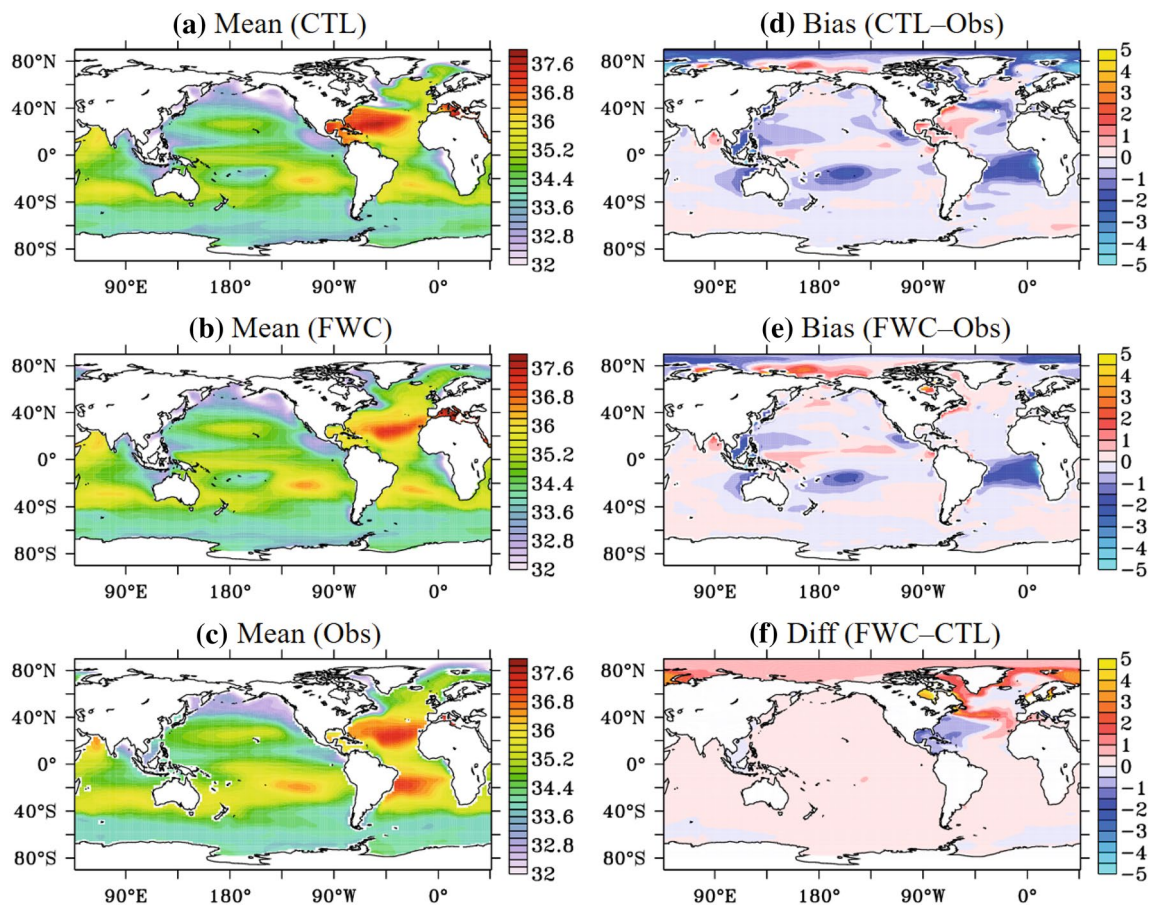 (a) Mean (CTL)
80°N
40°N
0°
40°S
80°S
90°E 180° 90°W 0°
37.6
36.8
36
35.2
34.4
33.6
32.8
32
(d) Bias (CTL–Obs)
80°N
40°N
0°
40°S
80°S
90°E 180° 90°W 0°
5
4
3
2
1
0
−1
−2
−3
−4
−5
(b) Mean (FWC)
80°N
40°N
0°
40°S
80°S
90°E 180° 90°W 0°
37.6
36.8
36
35.2
34.4
33.6
32.8
32
(e) Bias (FWC–Obs)
80°N
40°N
0°
40°S
80°S
90°E 180° 90°W 0°
5
4
3
2
1
0
−1
−2
−3
−4
−5
(c) Mean (Obs)
80°N
40°N
0°
40°S
80°S
90°E 180° 90°W 0°
37.6
36.8
36
35.2
34.4
33.6
32.8
32
(f) Diff (FWC–CTL)
80°N
40°N
0°
40°S
80°S
90°E 180° 90°W 0°
5
4
3
2
1
0
−1
−2
−3
−4
−5